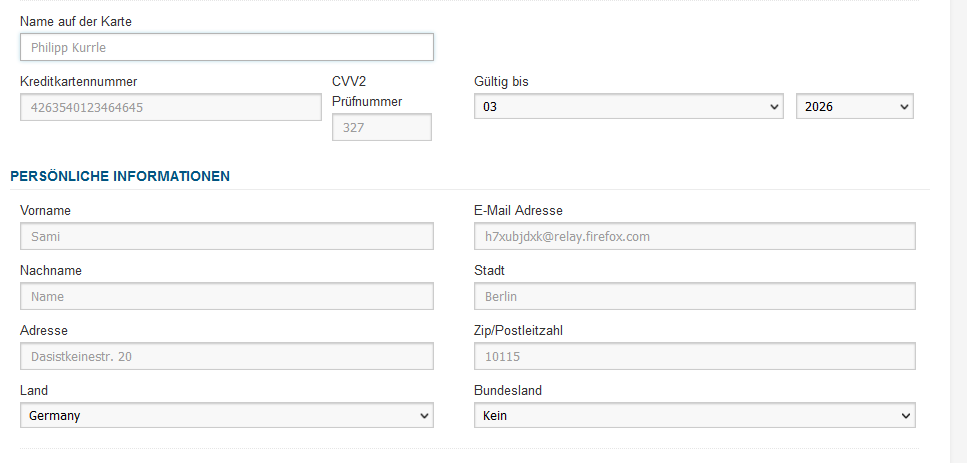 Name auf der Karte
Philipp Kurrle
Kreditkartennummer
4263540123464645
CVV2
Prüfnummer
327
Gültig bis
03
2026
PERSÖNLICHE INFORMATIONEN
Vorname
Sami
E-Mail Adresse
h7xubjdxk@relay.firefox.com
Nachname
Name
Stadt
Berlin
Adresse
Dasistkeinestr. 20
Zip/Postleitzahl
10115
Land
Germany
Bundesland
Kein